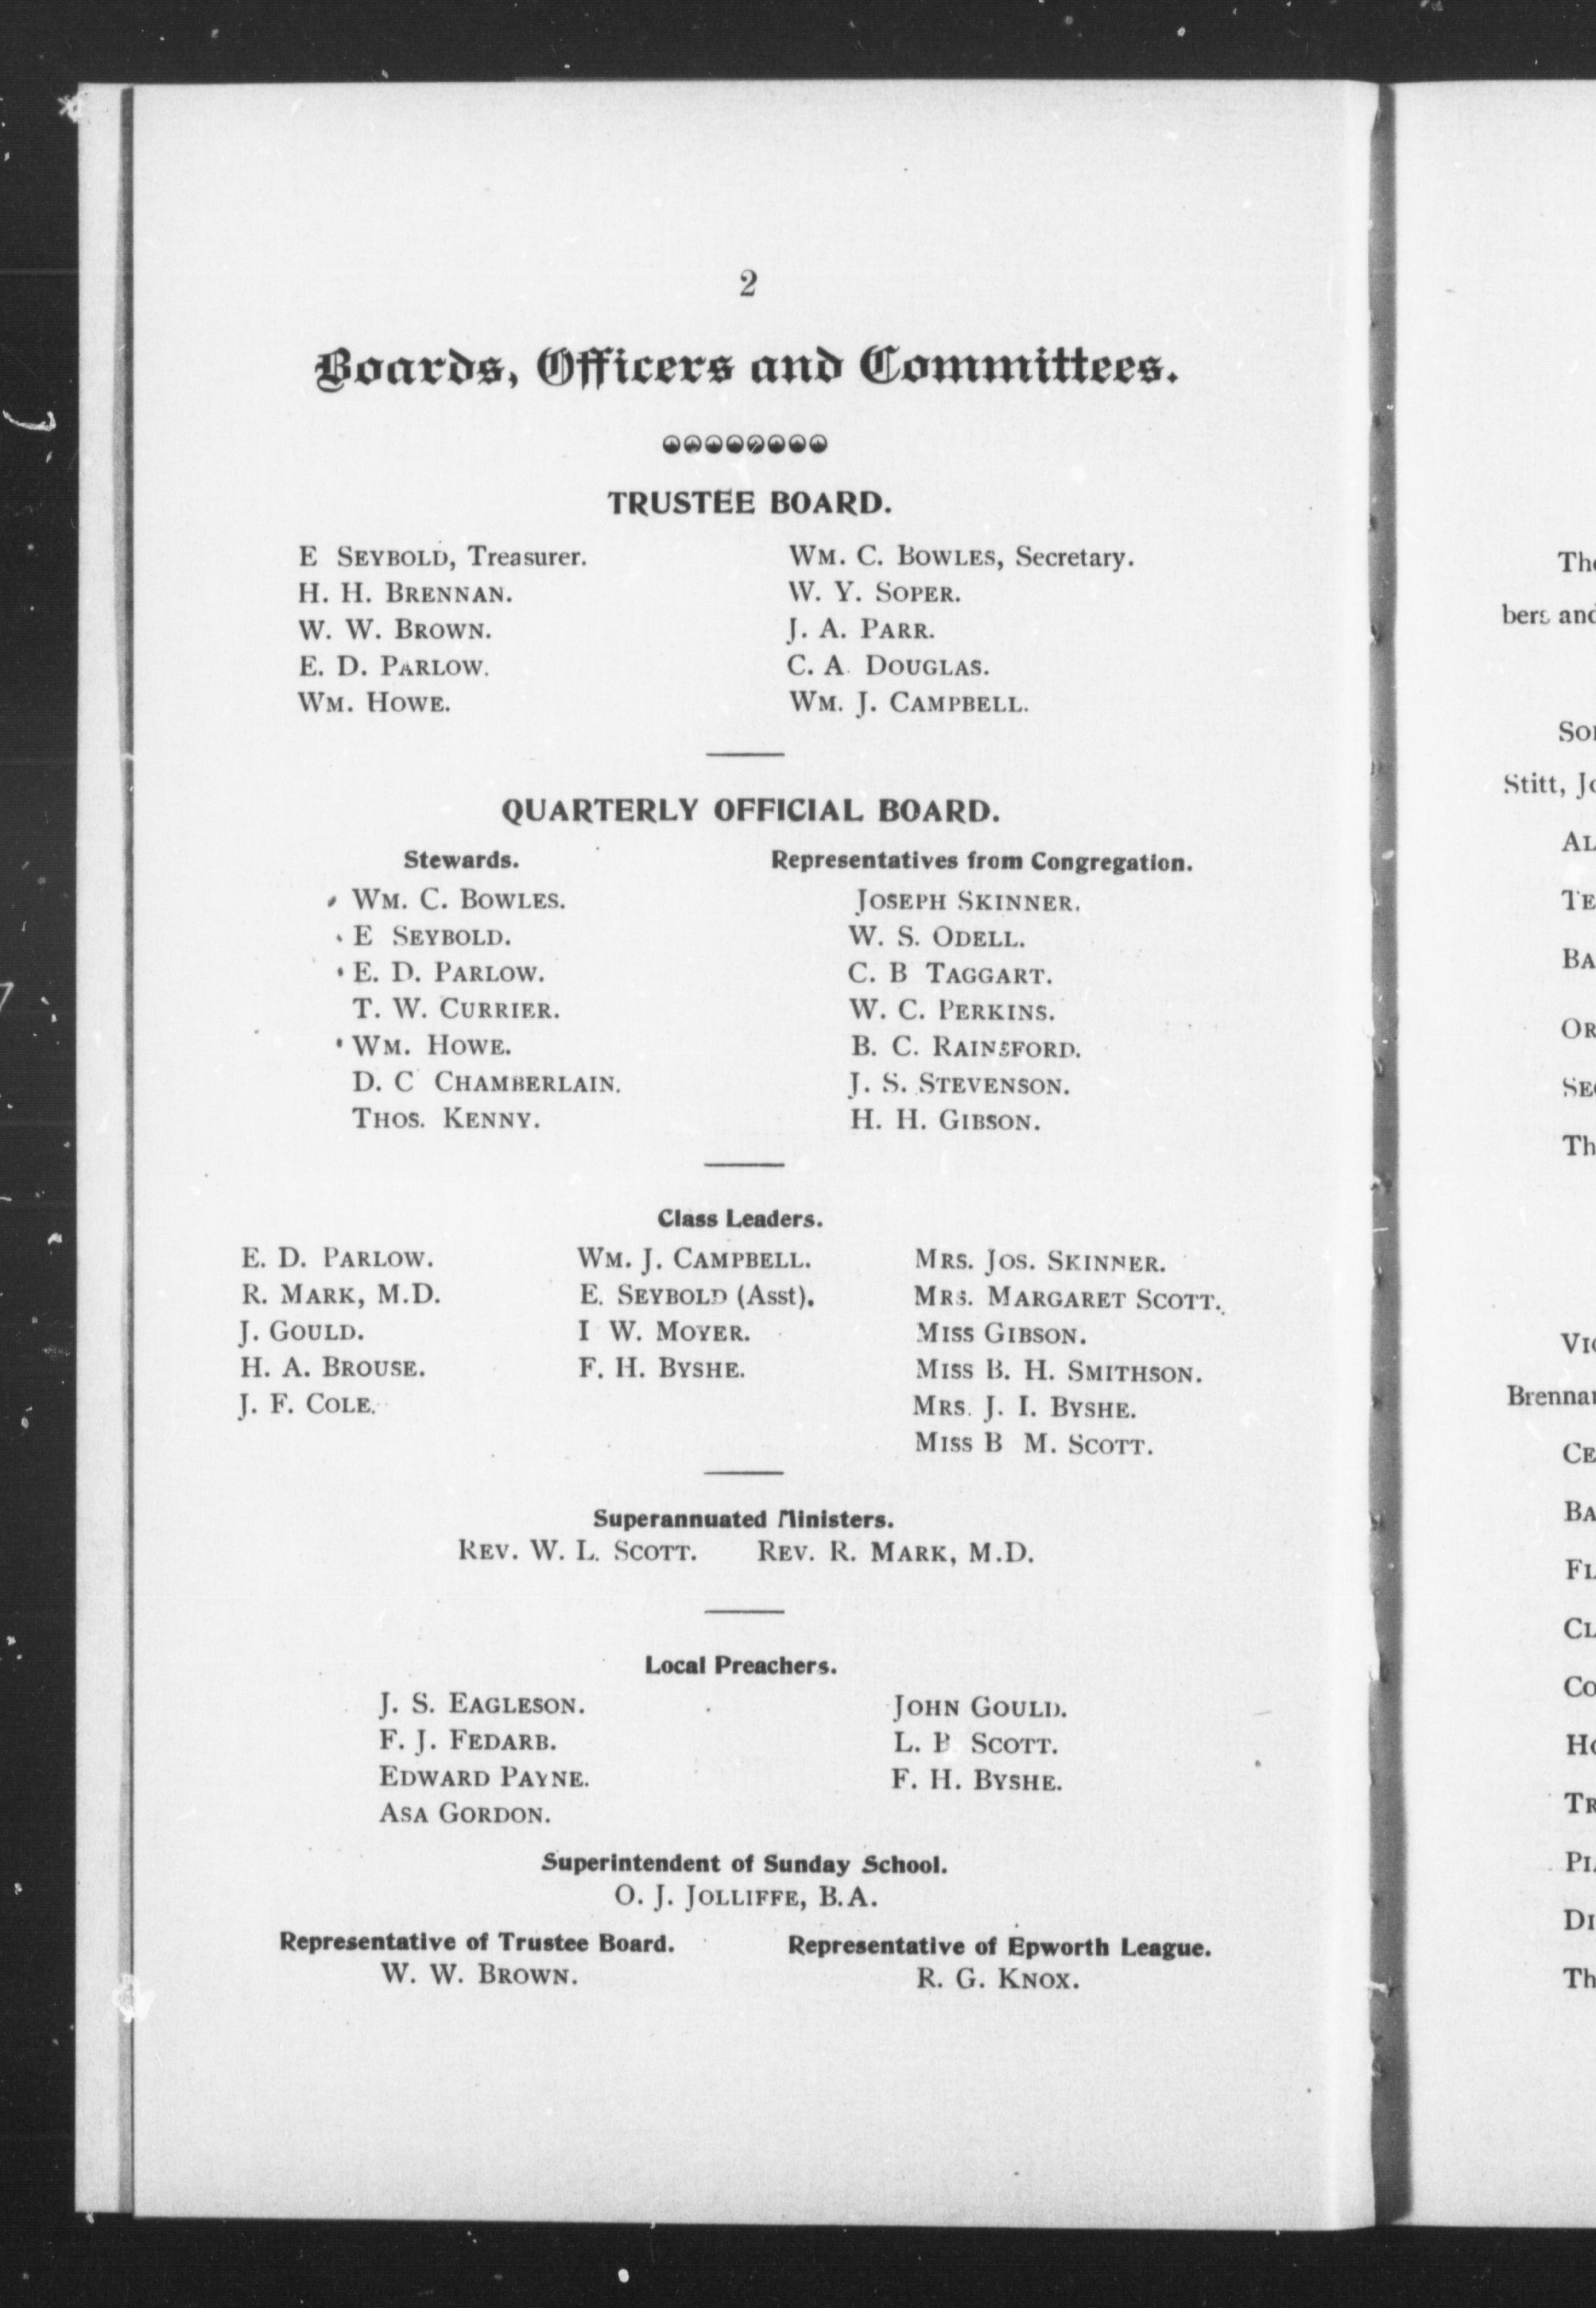 2
Boards, Officers and Committees.
TRUSTEE BOARD.
E SEYBOLD, Treasurer.
H. H. BRENNAN.
W. W. BROWN.
E. D. PARLOW.
WM. HOWE.
WM. C. BOWLES, Secretary.
W. Y. SOPER.
J. A. PARR.
C. A. DOUGLAS.
WM. J. CAMPBELL.
QUARTERLY OFFICIAL BOARD.
Stewards.
WM. C. BOWLES.
E SEYBOLD.
E. D. PARLOW.
T. W. CURRIER.
WM. HOWE.
D. C CHAMBERLAIN.
THOS. KENNY.
Representatives from Congregation.
JOSEPH SKINNER.
W. S. ODELL.
C. B TAGGART.
W. C. PERKINS.
B. C. RAINSFORD.
J. S. STEVENSON.
H. H. GIBSON.
Class Leaders.
E. D. PARLOW.
R. MARK, M.D.
J. GOULD.
H. A. BROUSE.
J. F. COLE.
WM. J. CAMPBELL.
E. SEYBOLD (Asst).
I W. MOYER.
F. H. BYSHE.
MRS. JOS. SKINNER.
MRS. MARGARET SCOTT.
MISS GIBSON.
MISS B. H. SMITHSON.
MRS. J. I. BYSHE.
MISS B M. SCOTT.
Superannuated Ministers.
REV. W. L. SCOTT. REV. R. MARK, M.D.
Local Preachers.
J. S. EAGLESON.
F. J. FEDARB.
EDWARD PAYNE.
ASA GORDON.
JOHN GOULD.
L. B SCOTT.
F. H. BYSHE.
Superintendent of Sunday School.
O. J. JOLLIFFE, B.A.
Representative of Trustee Board.
W. W. BROWN.
Representative of Epworth League.
R. G. KNOX.
bers and
Stitt,